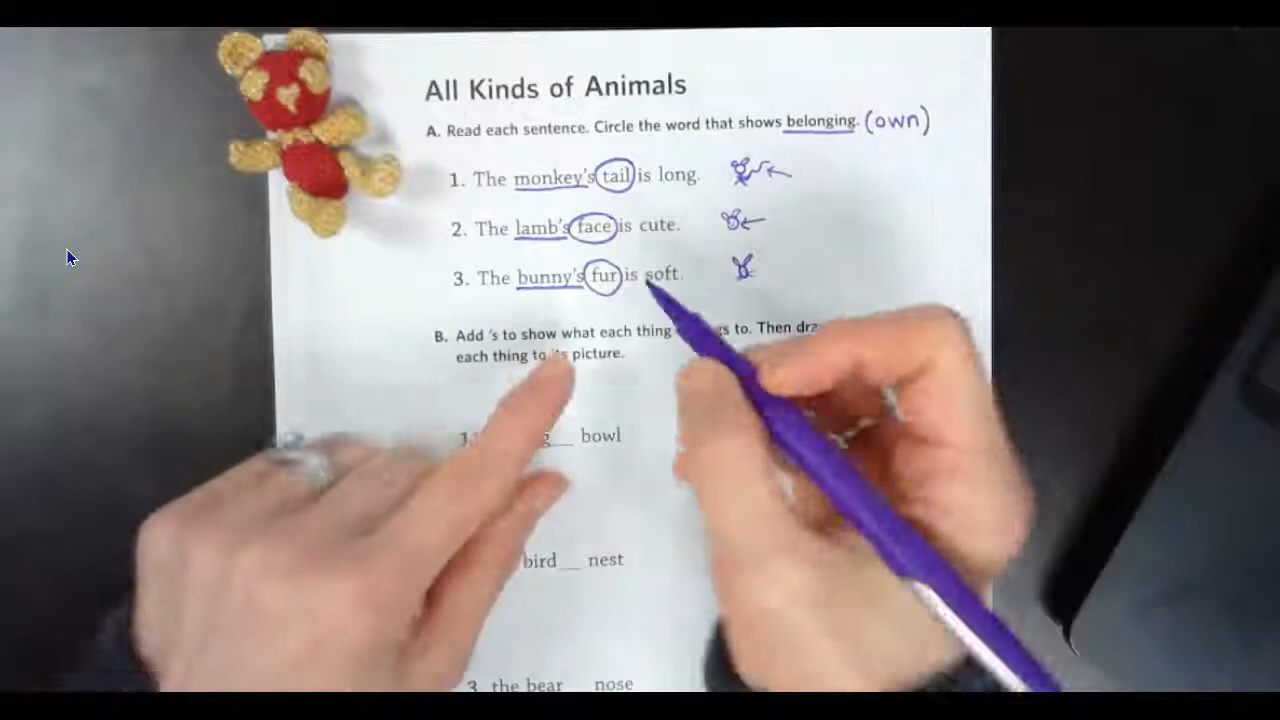 All Kinds of Animals
A. Read each sentence. Circle the word that shows belonging. (own)
1. The monkey's tail is long.
2. The lamb's face is cute.
3. The bunny's fur is soft.
B. Add 's to show what each thing to. Then
each thing to its picture.
bowl
bird __ nest
3. the bear nose